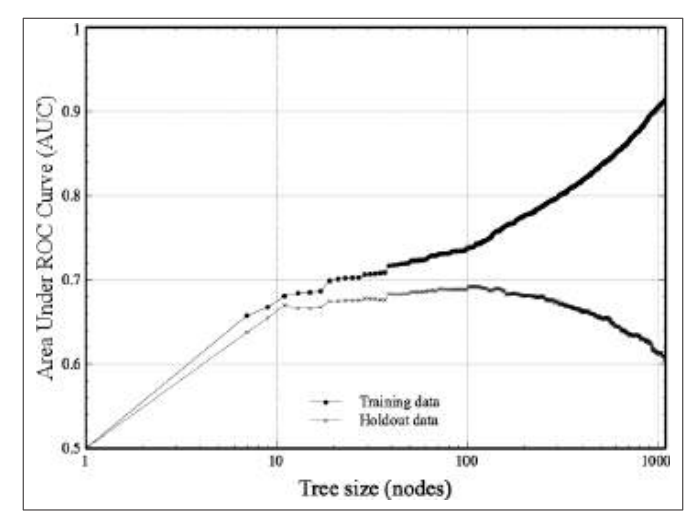 Area Under ROC Curve (AUC)
1
0.9
0.8
0.7
0.6
0.5
Training data
Holdout data
1 10 100 1000
Tree size (nodes)